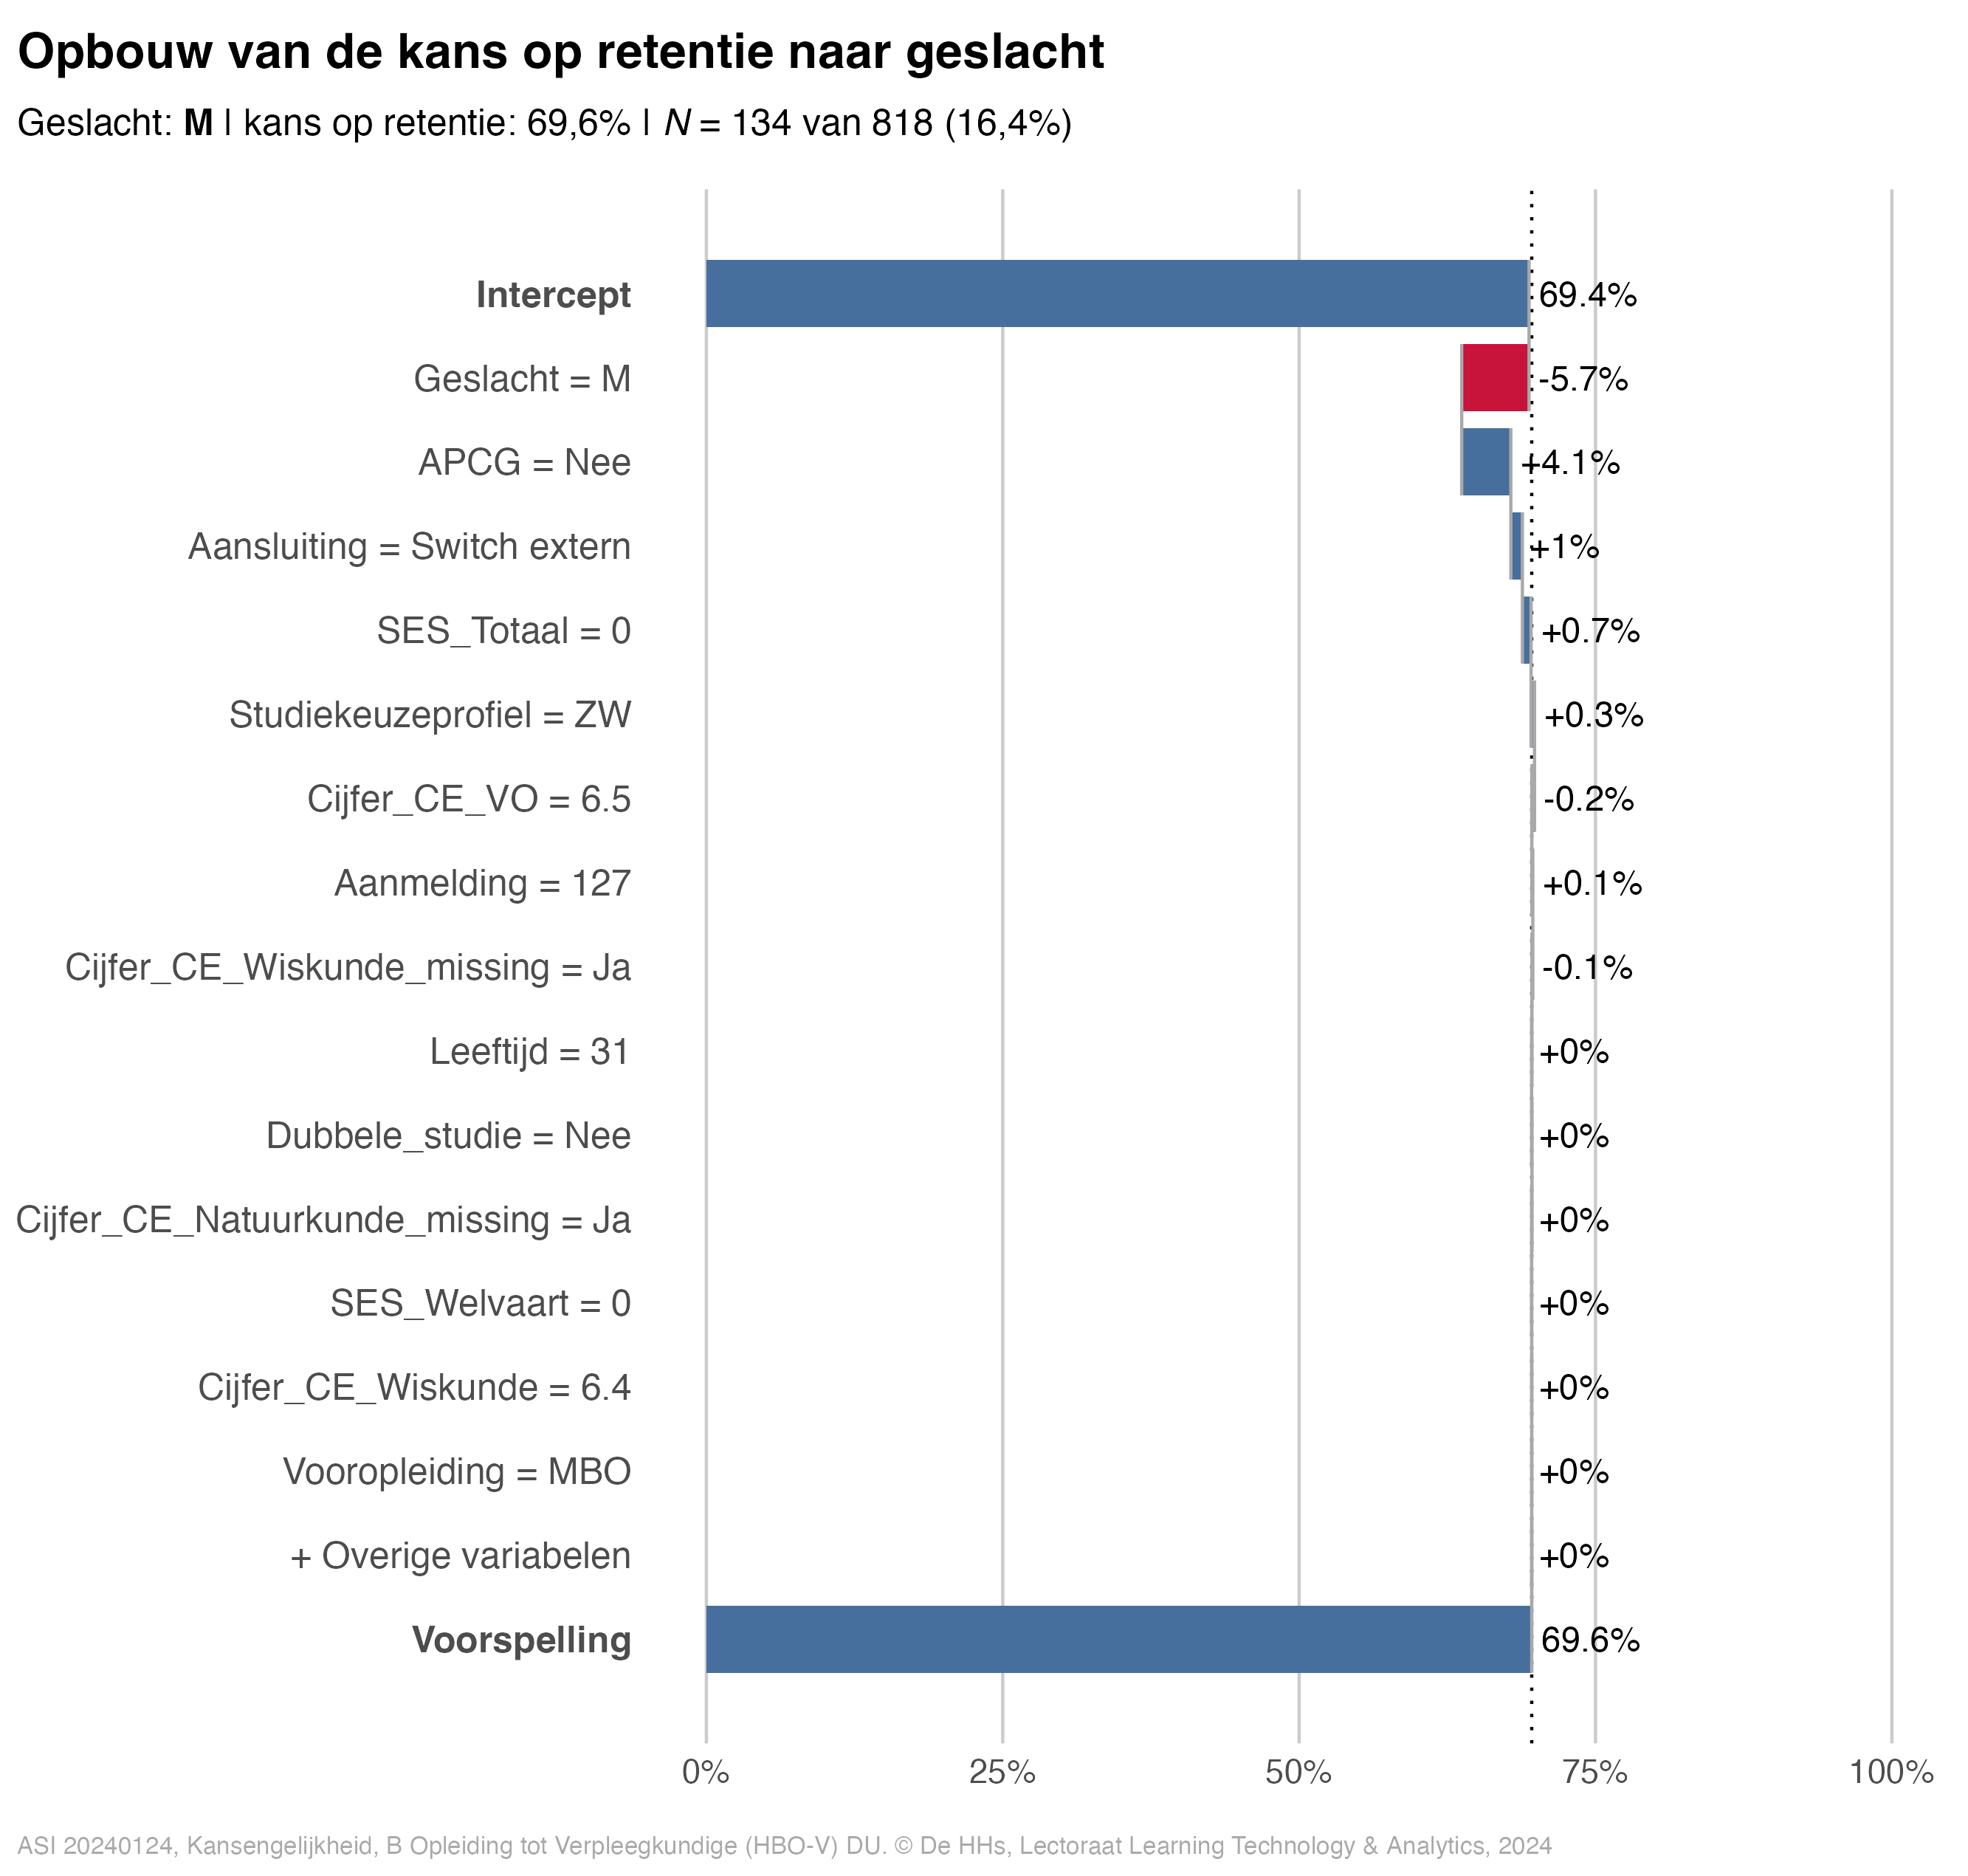 Opbouw van de kans op retentie naar geslacht
Geslacht: M | kans op retentie: 69,6% | N = 134 van 818 (16,4%)
Intercept 69.4%
Geslacht = M -5.7%
APCG = Nee +4.1%
Aansluiting = Switch extern +1%
SES_Totaal = 0 +0.7%
Studiekeuzeprofiel = ZW +0.3%
Cijfer_CE_VO = 6.5 -0.2%
Aanmelding = 127 +0.1%
Cijfer_CE_Wiskunde_missing = Ja -0.1%
Leeftijd = 31 +0%
Dubbele_studie = Nee +0%
Cijfer_CE_Natuurkunde_missing = Ja +0%
SES_Welvaart = 0 +0%
Cijfer_CE_Wiskunde = 6.4 +0%
Vooropleiding = MBO +0%
+ Overige variabelen +0%
Voorspelling 69.6%
0% 25% 50% 75% 100%
ASI 20240124, Kansengelijkheid, B Opleiding tot Verpleegkundige (HBO-V) DU. © De HHs, Lectoraat Learning Technology & Analytics, 2024